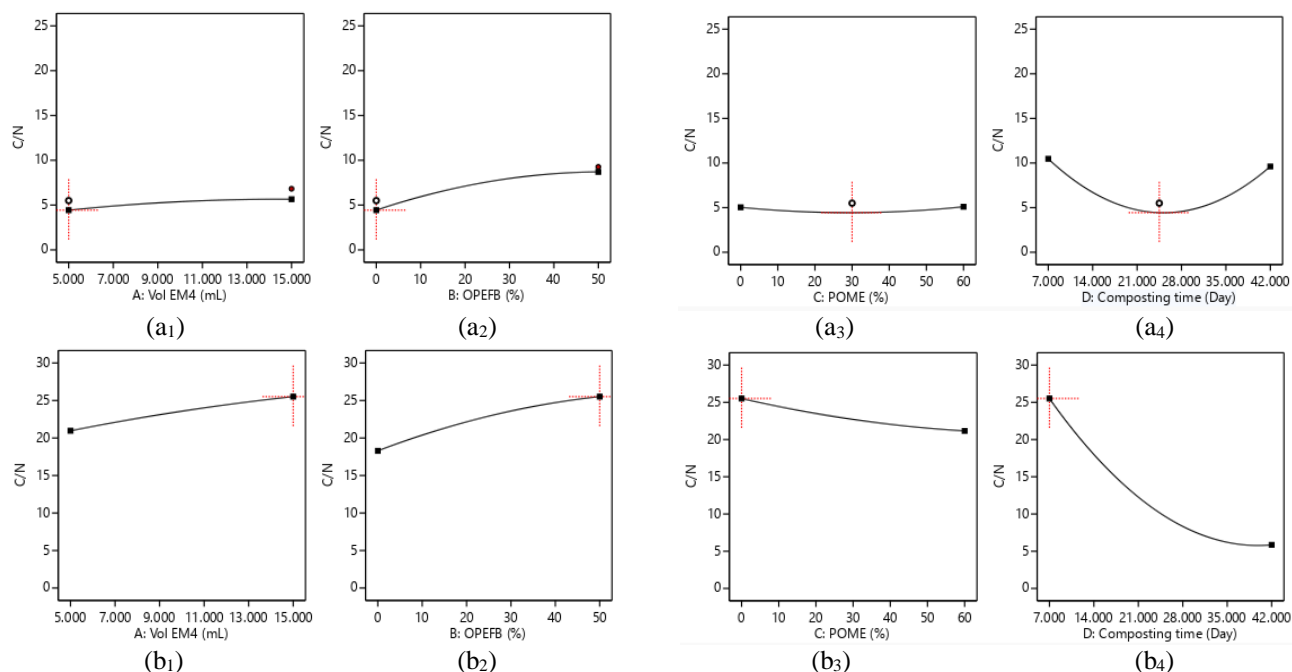 25
20
15
10
5
0
C/N
5.000 7.000 9.000 11.000 13.000 15.000
A: Vol EM4 (mL)
(a1)
25
20
15
10
5
0
C/N
0 10 20 30 40 50
B: OPEFB (%)
(a2)
25
20
15
10
5
0
C/N
0 10 20 30 40 50 60
C: POME (%)
(a3)
25
20
15
10
5
0
C/N
7.000 14.000 21.000 28.000 35.000 42.000
D: Composting time (Day)
(a4)
30
25
20
15
10
5
0
C/N
5.000 7.000 9.000 11.000 13.000 15.000
A: Vol EM4 (mL)
(b1)
30
25
20
15
10
5
0
C/N
0 10 20 30 40 50
B: OPEFB (%)
(b2)
30
25
20
15
10
5
0
C/N
0 10 20 30 40 50 60
C: POME (%)
(b3)
30
25
20
15
10
5
0
C/N
7.000 14.000 21.000 28.000 35.000 42.000
D: Composting time (Day)
(b4)